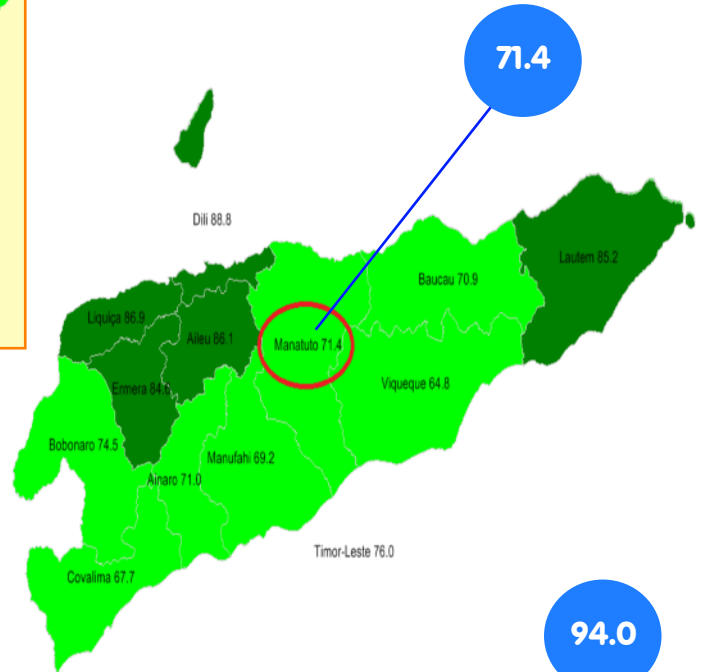 71.4
Dili 88.8
Lautem 85.2
Baucau 70.9
Liquiça 86.9
Aileu 86.1
Manatuto 71.4
Viqueque 64.8
Ermera 84.6
Bobonaro 74.5
Manufahi 69.2
Ainaro 71.0
Timor-Leste 76.0
Covalima 67.7
94.0